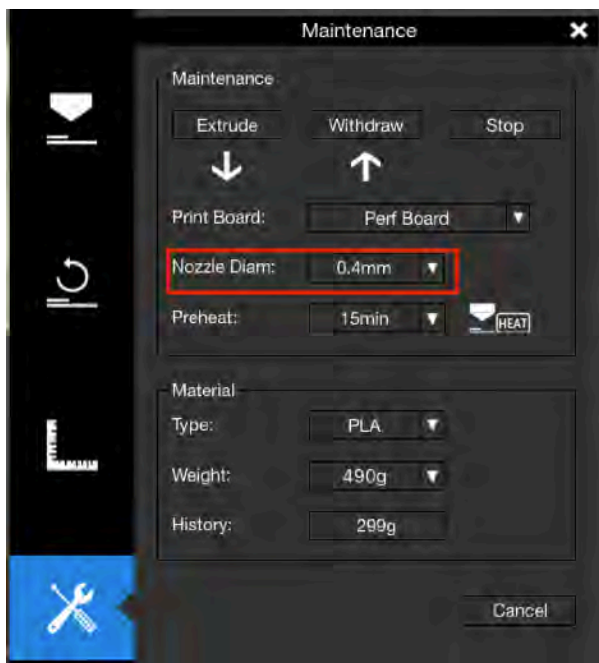 Maintenance
Maintenance
Extrude Withdraw Stop
Print Board: Perf Board
Nozzle Diam: 0.4mm
Preheat: 15min HEAT
Material
Type: PLA
Weight: 490g
History: 299g
Cancel